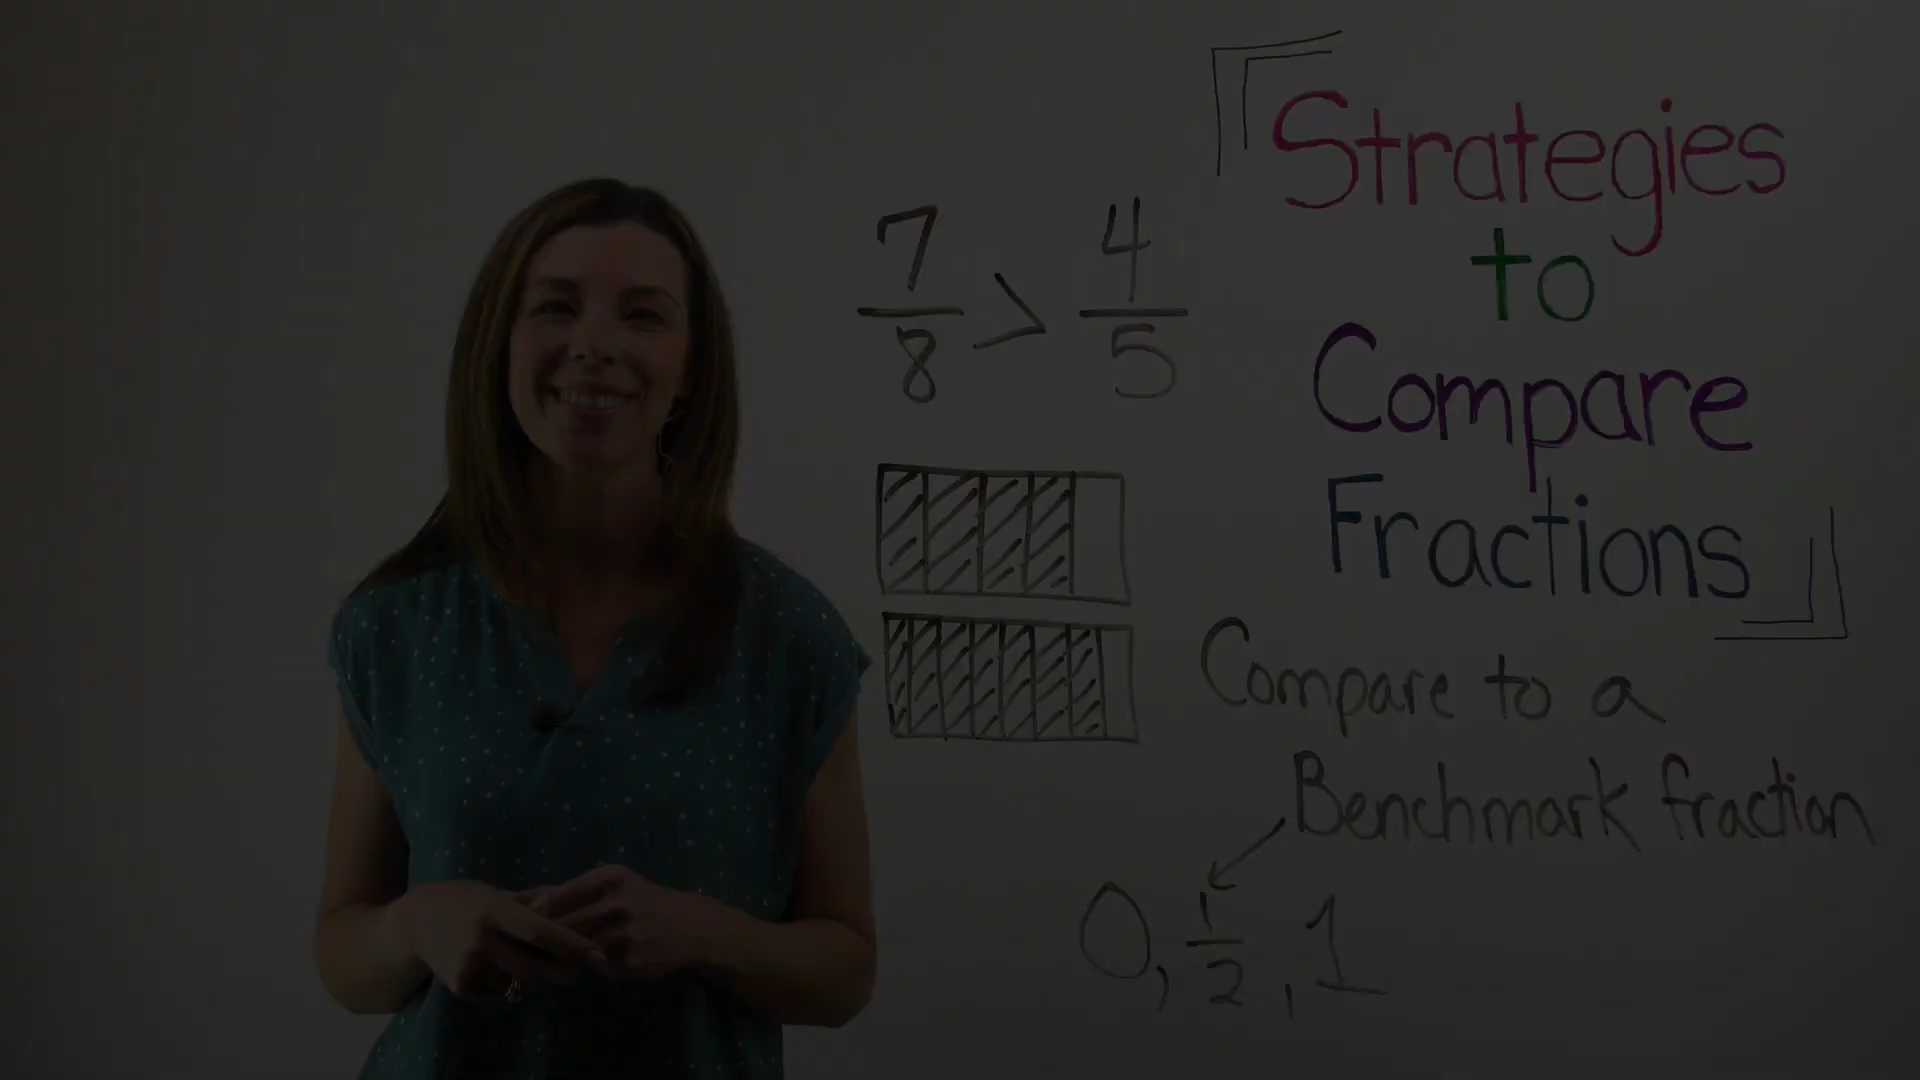 Strategies
to
Compare
Fractions
7/8 > 4/5
Compare to a
Benchmark fraction
0, 1/2, 1